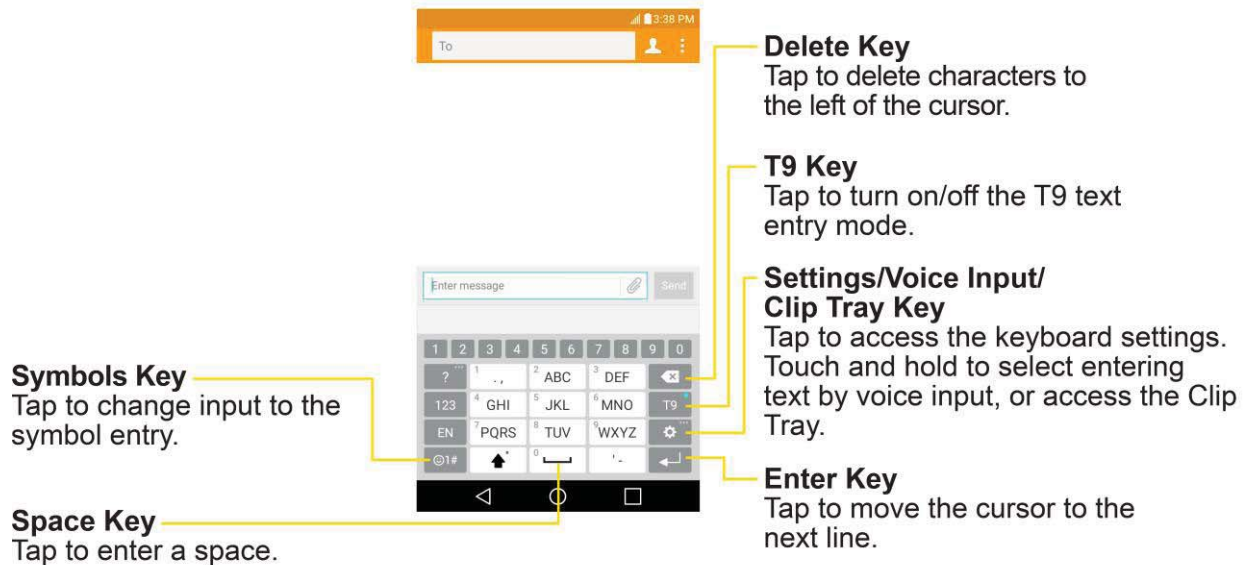 3:38 PM
To
Delete Key
Tap to delete characters to
the left of the cursor.
T9 Key
Tap to turn on/off the T9 text
entry mode.
Settings/Voice Input/
Clip Tray Key
Tap to access the keyboard settings.
Touch and hold to select entering
text by voice input, or access the Clip
Tray.
Enter Key
Tap to move the cursor to the
next line.
Enter message
Send
1 2 3 4 5 6 7 8 9 0
? 1 ., 2 ABC 3 DEF
123 4 GHI 5 JKL 6 MNO T9
EN 7 PQRS 8 TUV 9 WXYZ
1# 0 '-
Symbols Key
Tap to change input to the
symbol entry.
Space Key
Tap to enter a space.